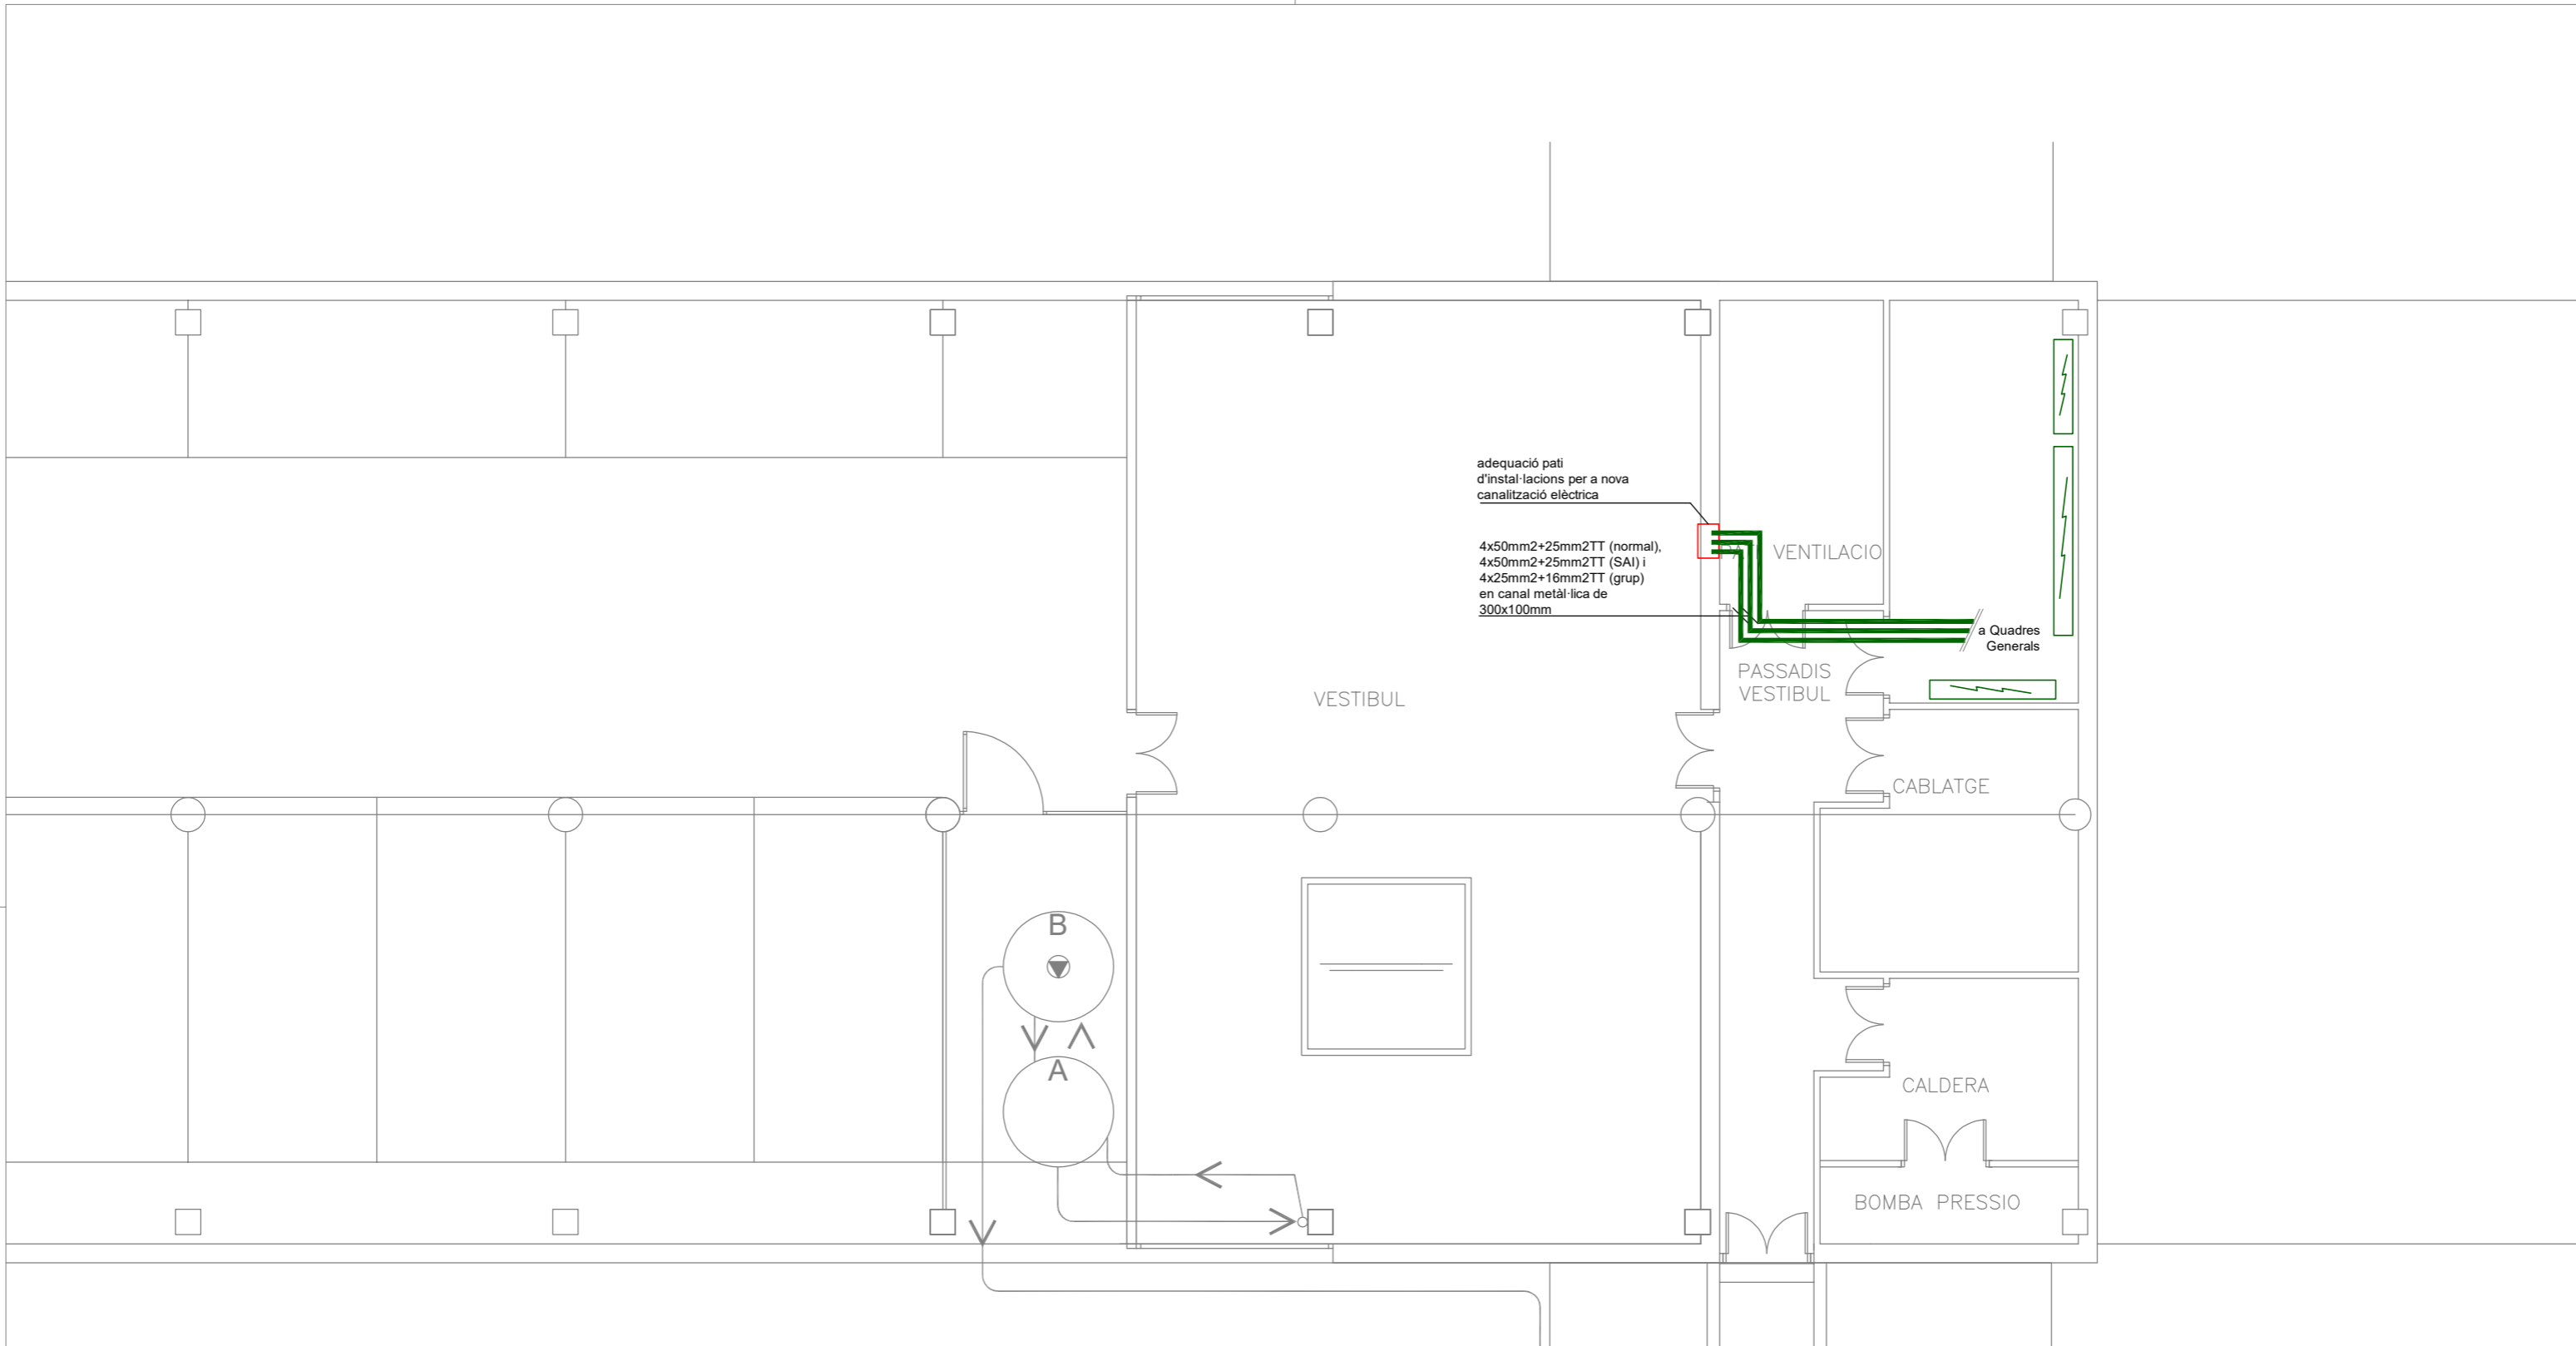 adequació pati
d'instal·lacions per a nova
canalització elèctrica
4x50mm2+25mm2TT (normal),
4x50mm2+25mm2TT (SAI) i
4x25mm2+16mm2TT (grup)
en canal metàl·lica de
300x100mm
VENTILACIO
a Quadres
Generals
PASSADIS
VESTIBUL
VESTIBUL
CABLATGE
B
A
CALDERA
BOMBA PRESSIO